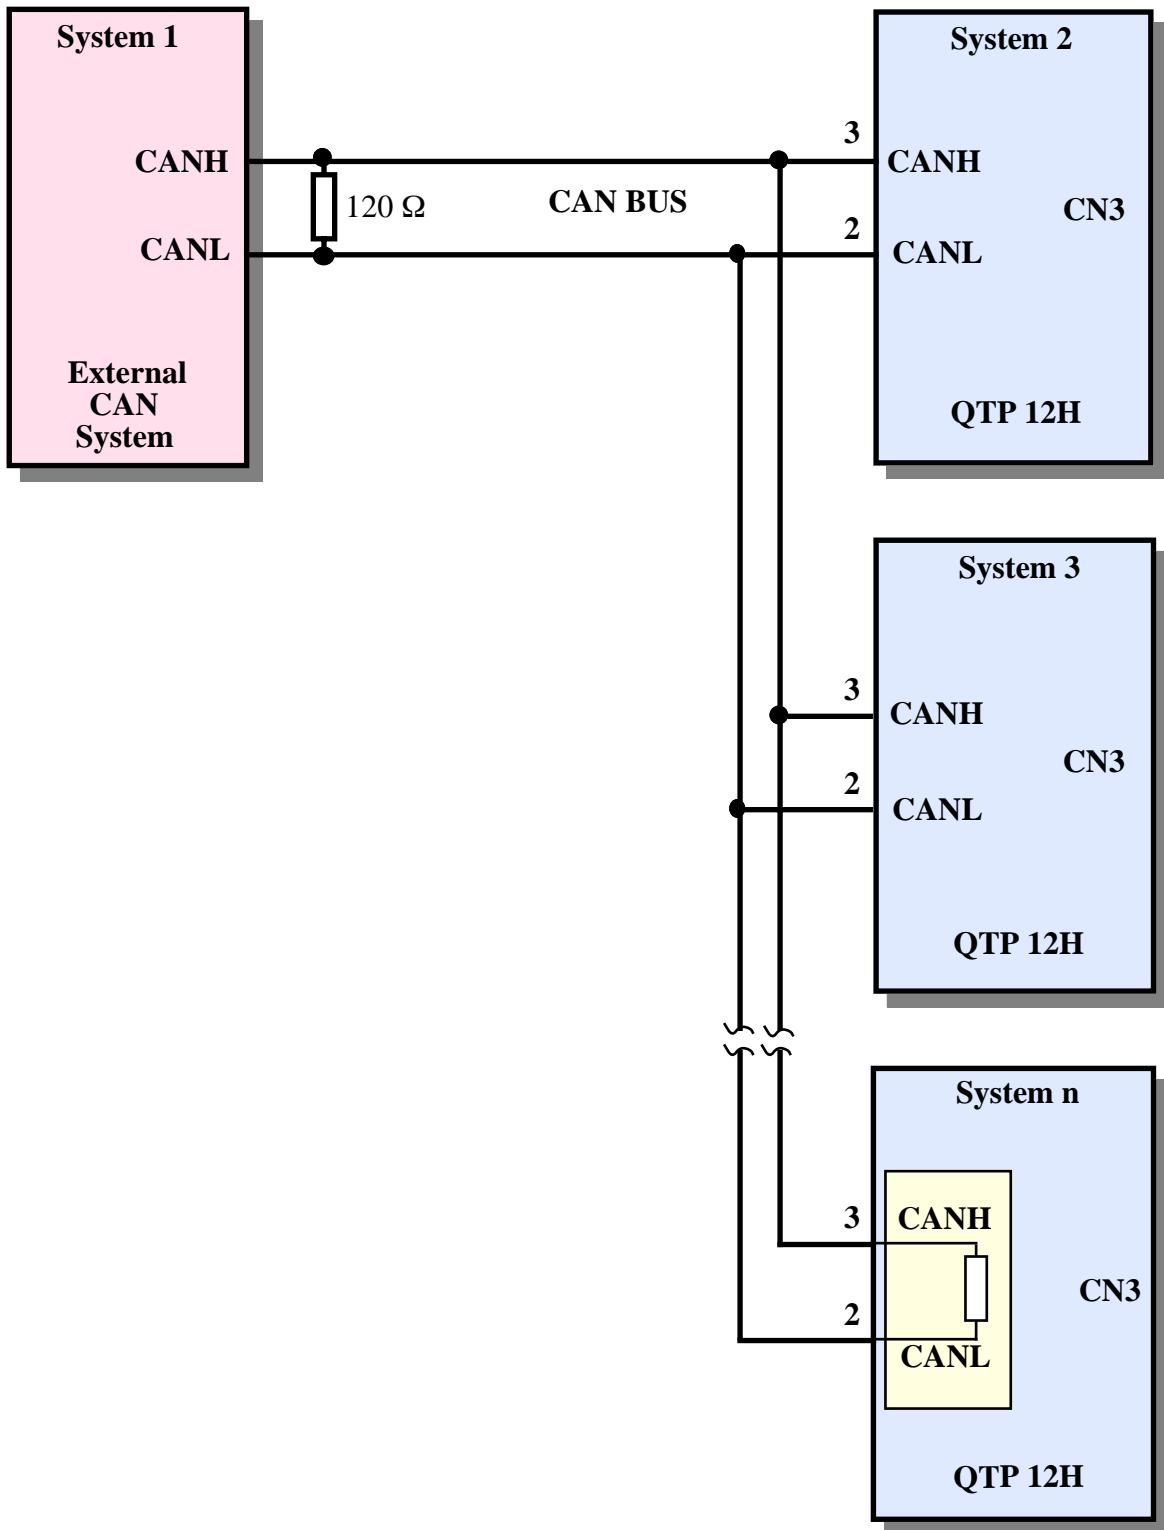 System 1
CANH
CANL
External
CAN
System
120 Ω
CAN BUS
System 2
3
CANH
CN3
2
CANL
QTP 12H
System 3
3
CANH
CN3
2
CANL
QTP 12H
System n
3
CANH
CN3
2
CANL
QTP 12H